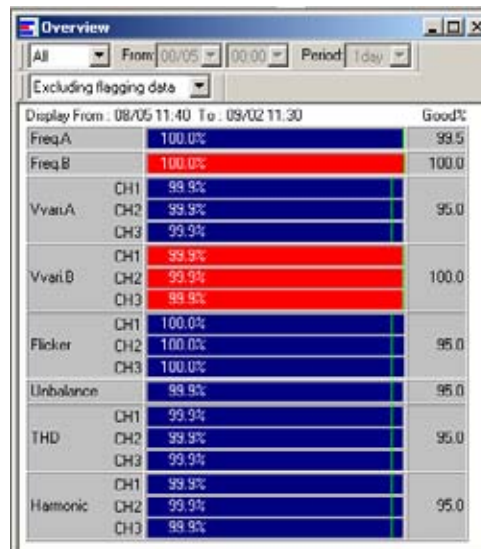 Overview
All From: 08/05 00:00 Period: 1day
Excluding flagging data
Display From : 08/05 11:40 To : 09/02 11:30 Good%
Freq.A 100.0% 99.5
Freq.B 100.0% 100.0
CH1 99.9%
Vvari.A CH2 99.9% 95.0
CH3 99.9%
CH1 99.9%
Vvari.B CH2 99.9% 100.0
CH3 99.9%
CH1 100.0%
Flicker CH2 100.0% 95.0
CH3 100.0%
Unbalance 99.9% 95.0
CH1 99.9%
THD CH2 99.9% 95.0
CH3 99.9%
CH1 99.9%
Harmonic CH2 99.9% 95.0
CH3 99.9%